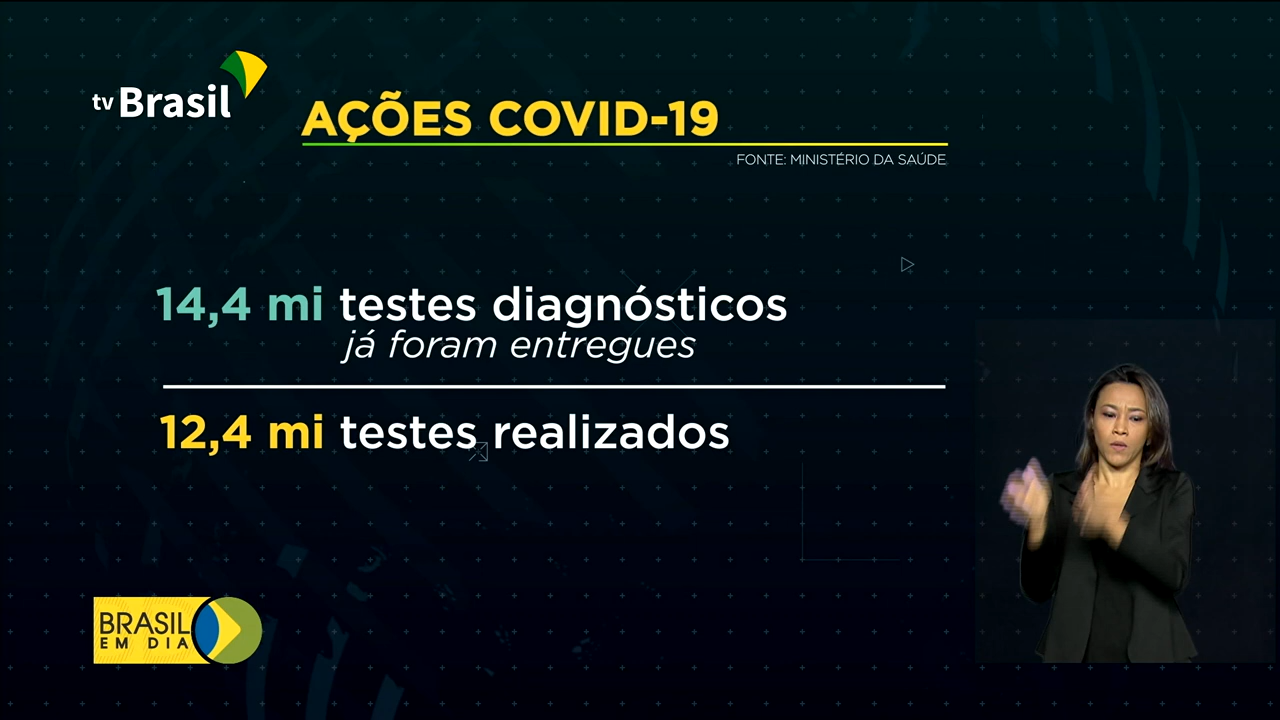 tv Brasil
AÇÕES COVID-19
FONTE: MINISTÉRIO DA SAÚDE
14,4 mi testes diagnósticos
já foram entregues
12,4 mi testes realizados
BRASIL
EM DIA